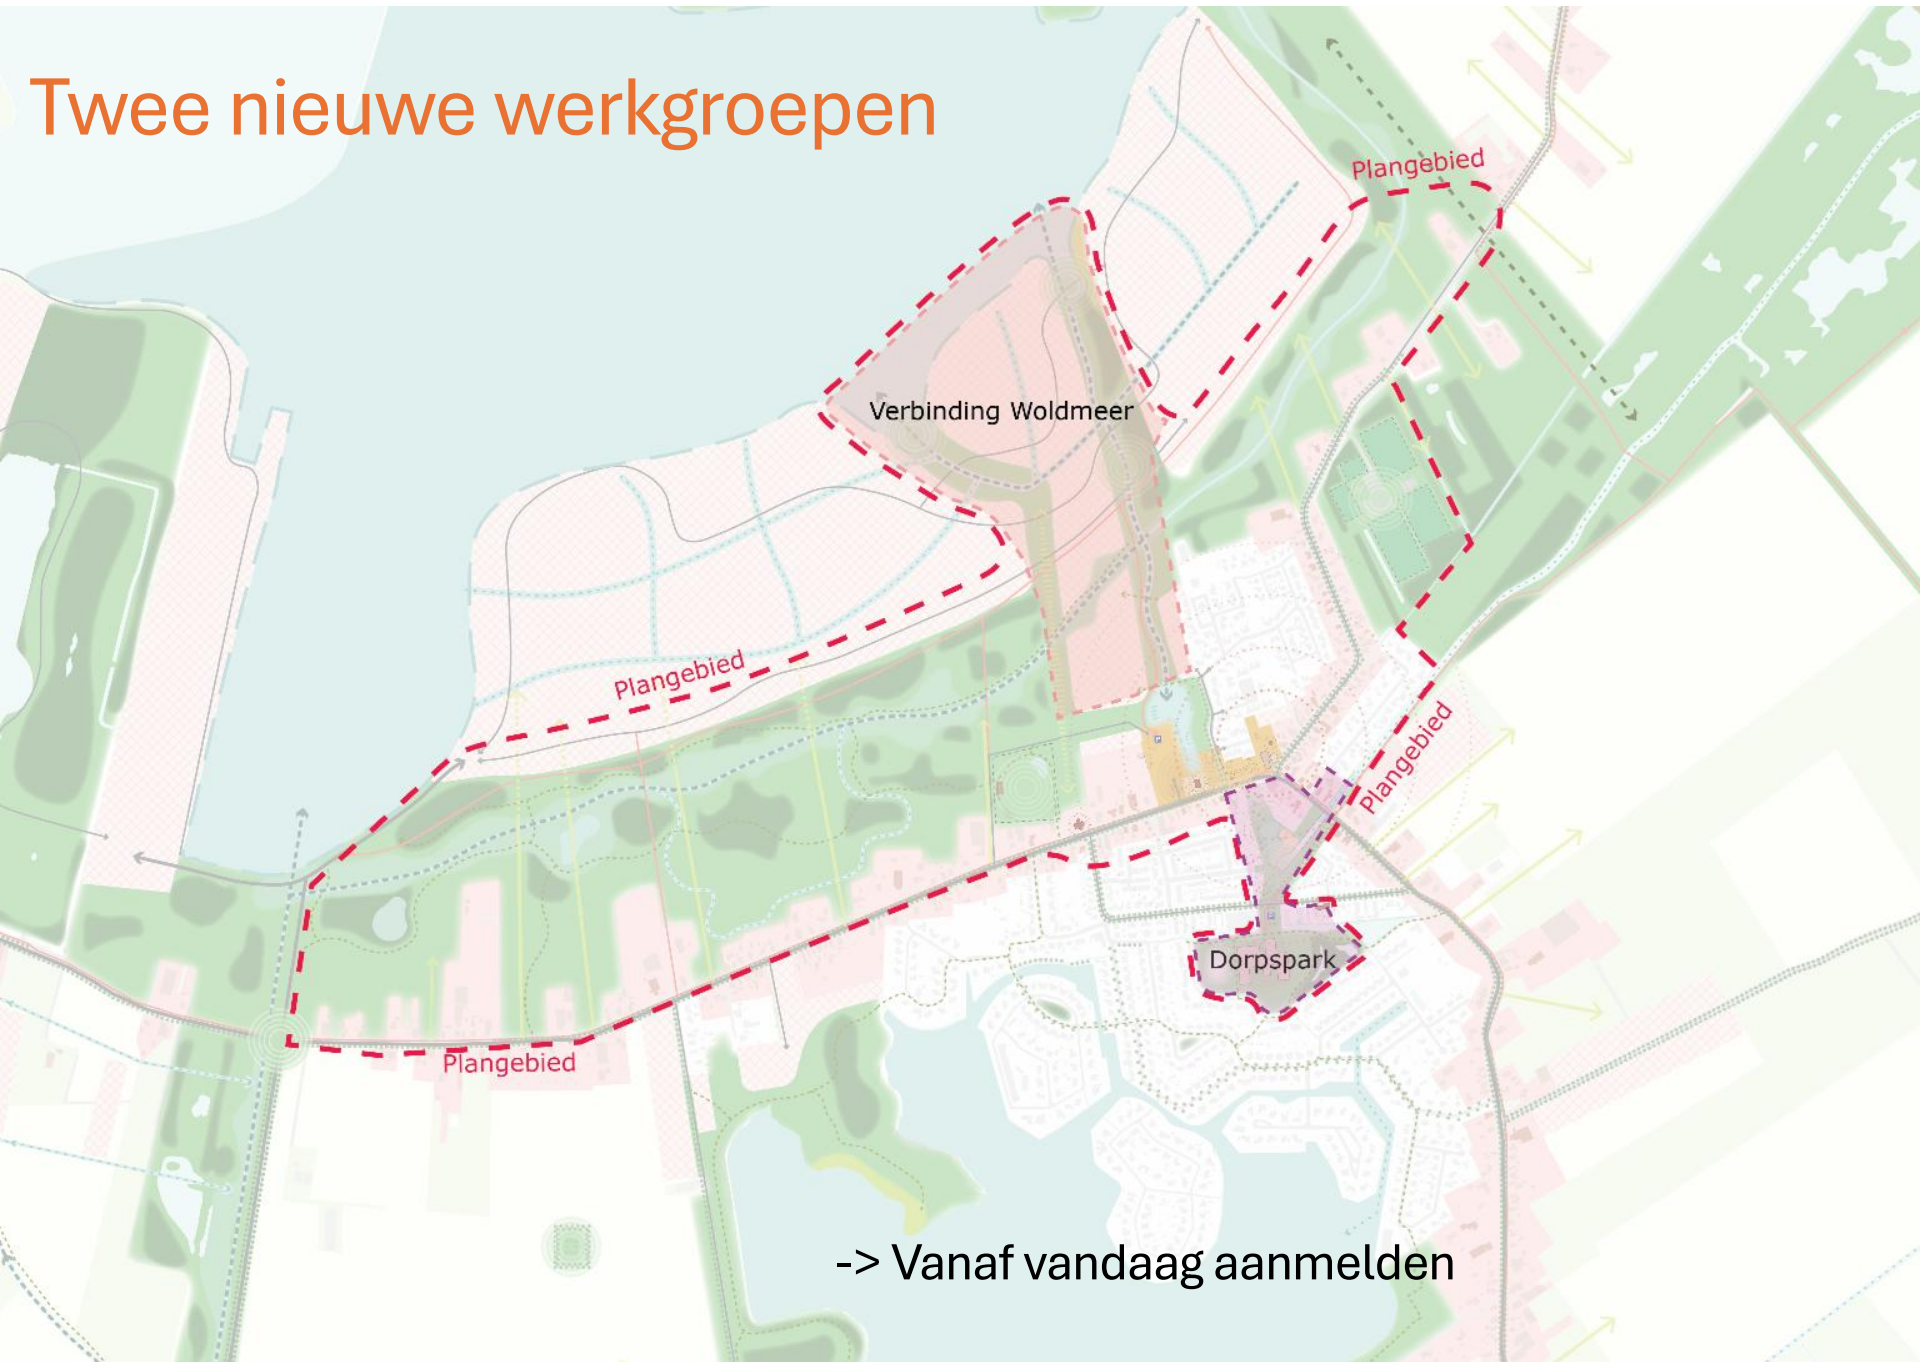 Twee nieuwe werkgroepen
Plangebied
Verbinding Woldmeer
Plangebied
Plangebied
Dorpspark
Plangebied
-> Vanaf vandaag aanmelden